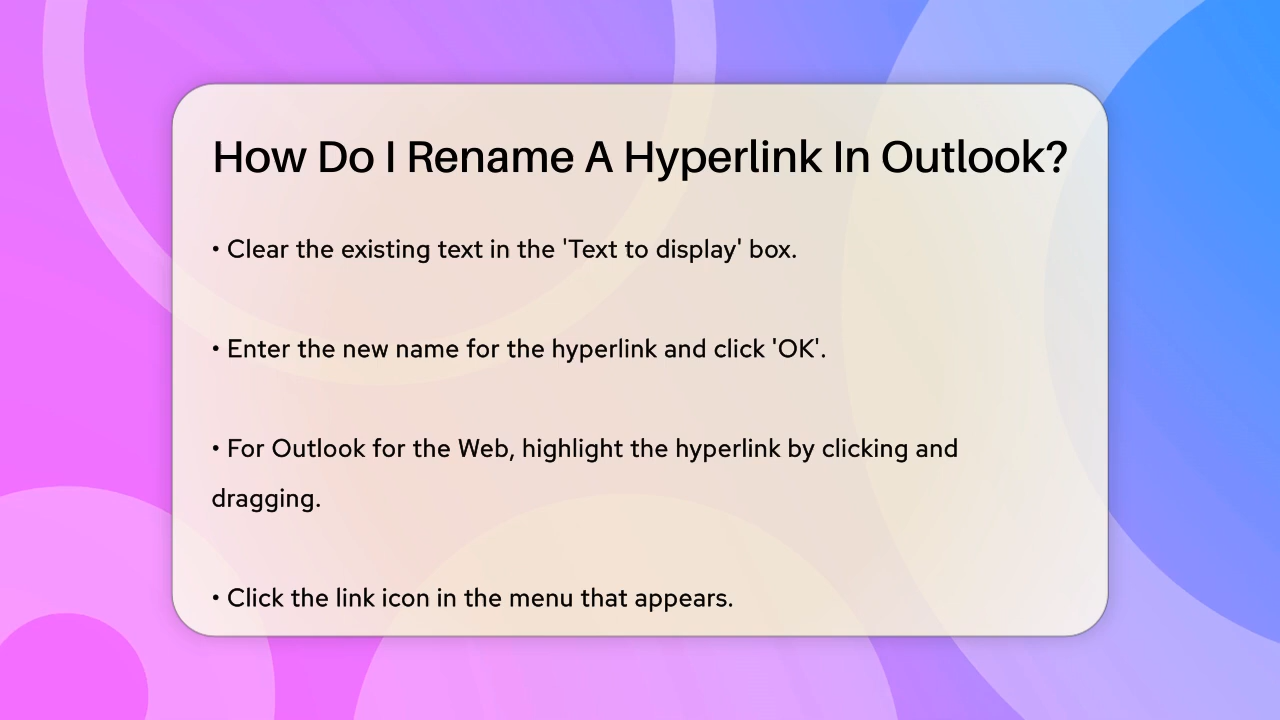 How Do I Rename A Hyperlink In Outlook?
• Clear the existing text in the 'Text to display' box.
• Enter the new name for the hyperlink and click 'OK'.
• For Outlook for the Web, highlight the hyperlink by clicking and
dragging.
• Click the link icon in the menu that appears.